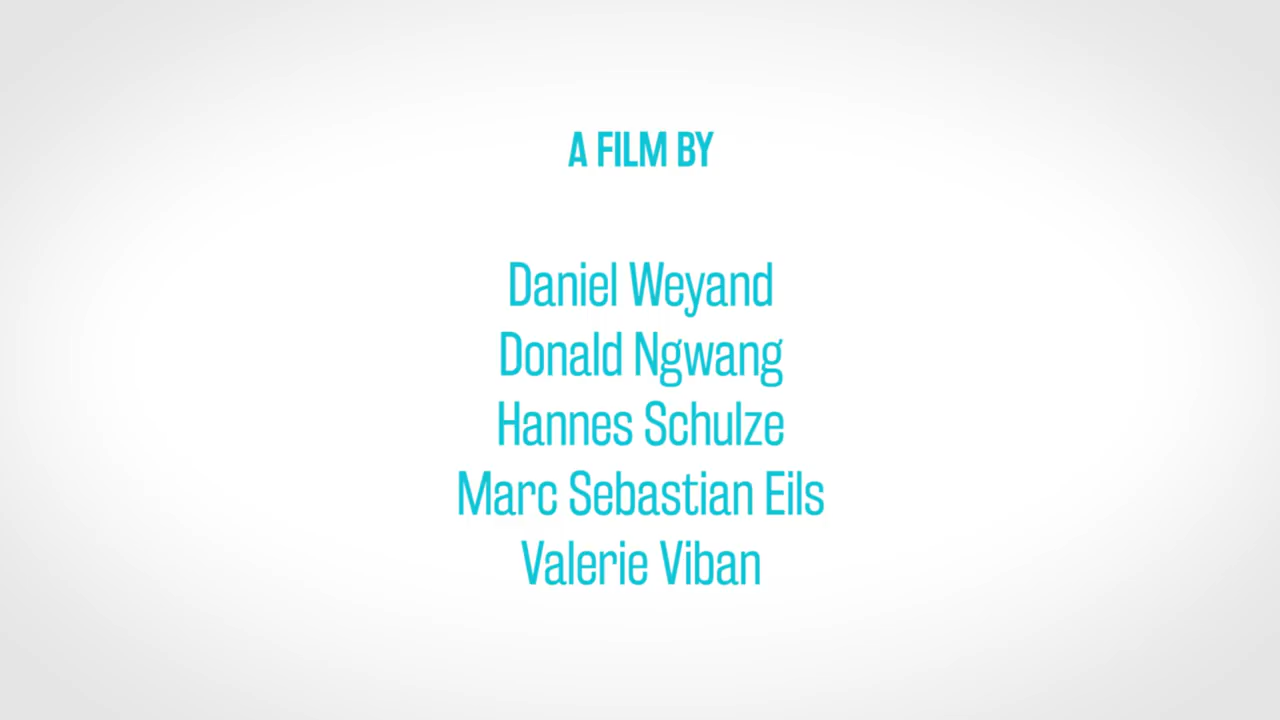 A FILM BY
Daniel Weyand
Donald Ngwang
Hannes Schulze
Marc Sebastian Eils
Valerie Viban